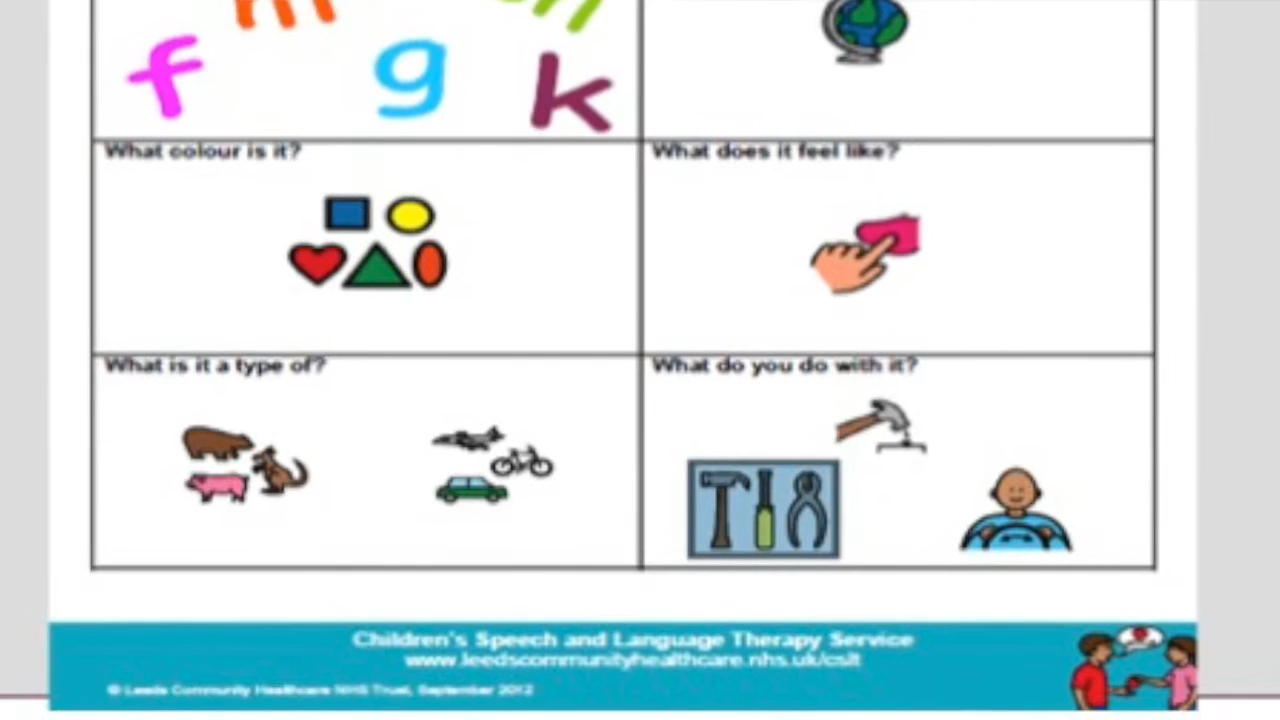 f g k
What colour is it? What does it feel like?
What is it a type of? What do you do with it?
Children's Speech and Language Therapy Service
www.leedscommunityhealthcare.nhs.uk/cslt
© Leeds Community Healthcare NHS Trust, September 2012